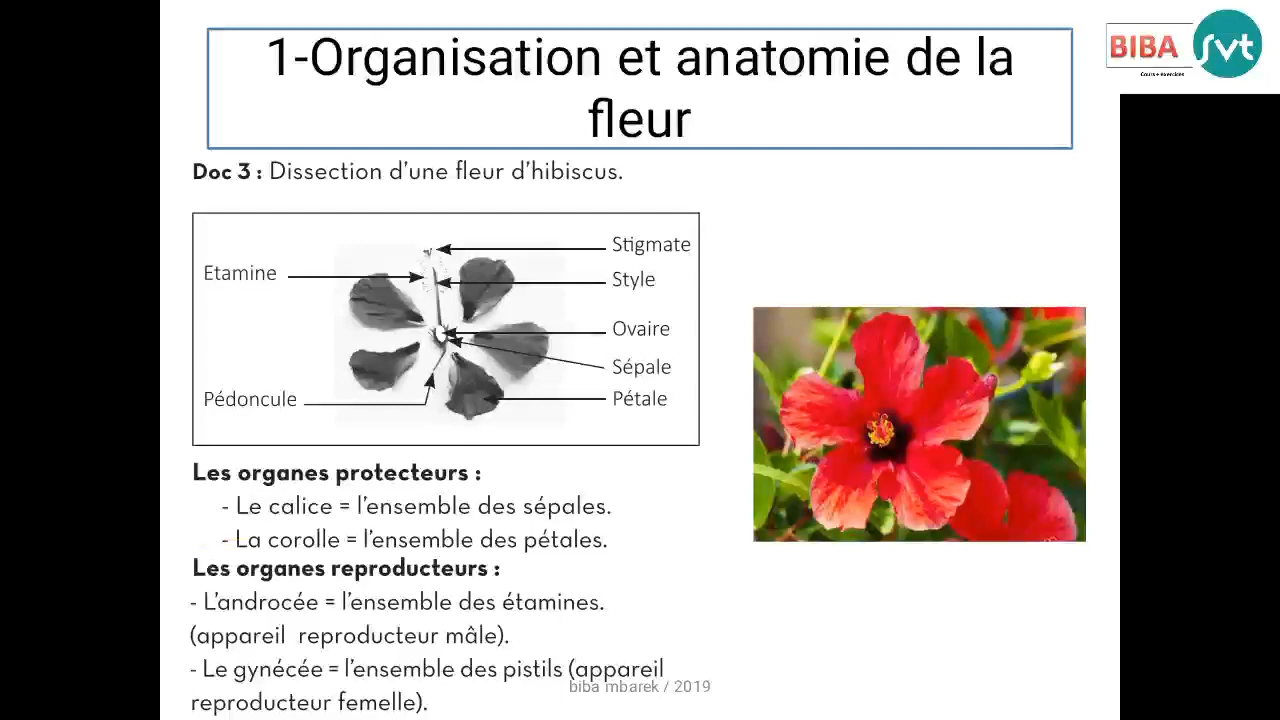 1-Organisation et anatomie de la
fleur
BIBA
svt
Cours + exercices
Doc 3 : Dissection d’une fleur d’hibiscus.
Stigmate
Etamine
Style
Ovaire
Sépale
Pédoncule
Pétale
Les organes protecteurs :
- Le calice = l’ensemble des sépales.
- La corolle = l’ensemble des pétales.
Les organes reproducteurs :
- L’androcée = l’ensemble des étamines.
(appareil reproducteur mâle).
- Le gynécée = l’ensemble des pistils (appareil
reproducteur femelle).
biba mbarek / 2019